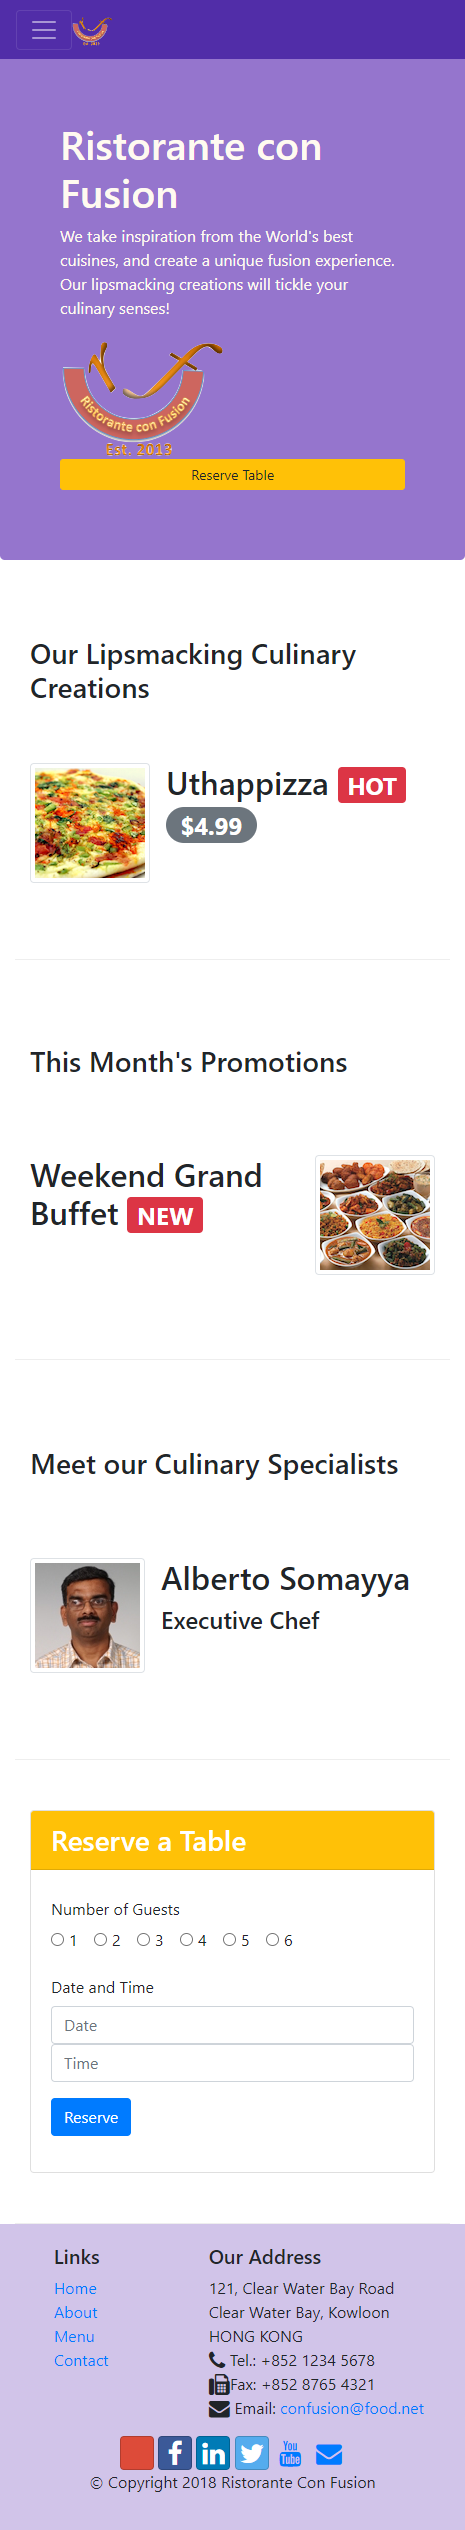 Ristorante con
Fusion
We take inspiration from the World's best
cuisines, and create a unique fusion experience.
Our lipsmacking creations will tickle your
culinary senses!
Ristorante con Fusion
Est. 2013
Reserve Table
Our Lipsmacking Culinary
Creations
Uthappizza HOT
$4.99
This Month's Promotions
Weekend Grand
Buffet NEW
Meet our Culinary Specialists
Alberto Somayya
Executive Chef
Reserve a Table
Number of Guests
1 2 3 4 5 6
Date and Time
Date
Time
Reserve
Links
Home
About
Menu
Contact
Our Address
121, Clear Water Bay Road
Clear Water Bay, Kowloon
HONG KONG
Tel.: +852 1234 5678
Fax: +852 8765 4321
Email: confusion@food.net
f in You Tube
© Copyright 2018 Ristorante Con Fusion